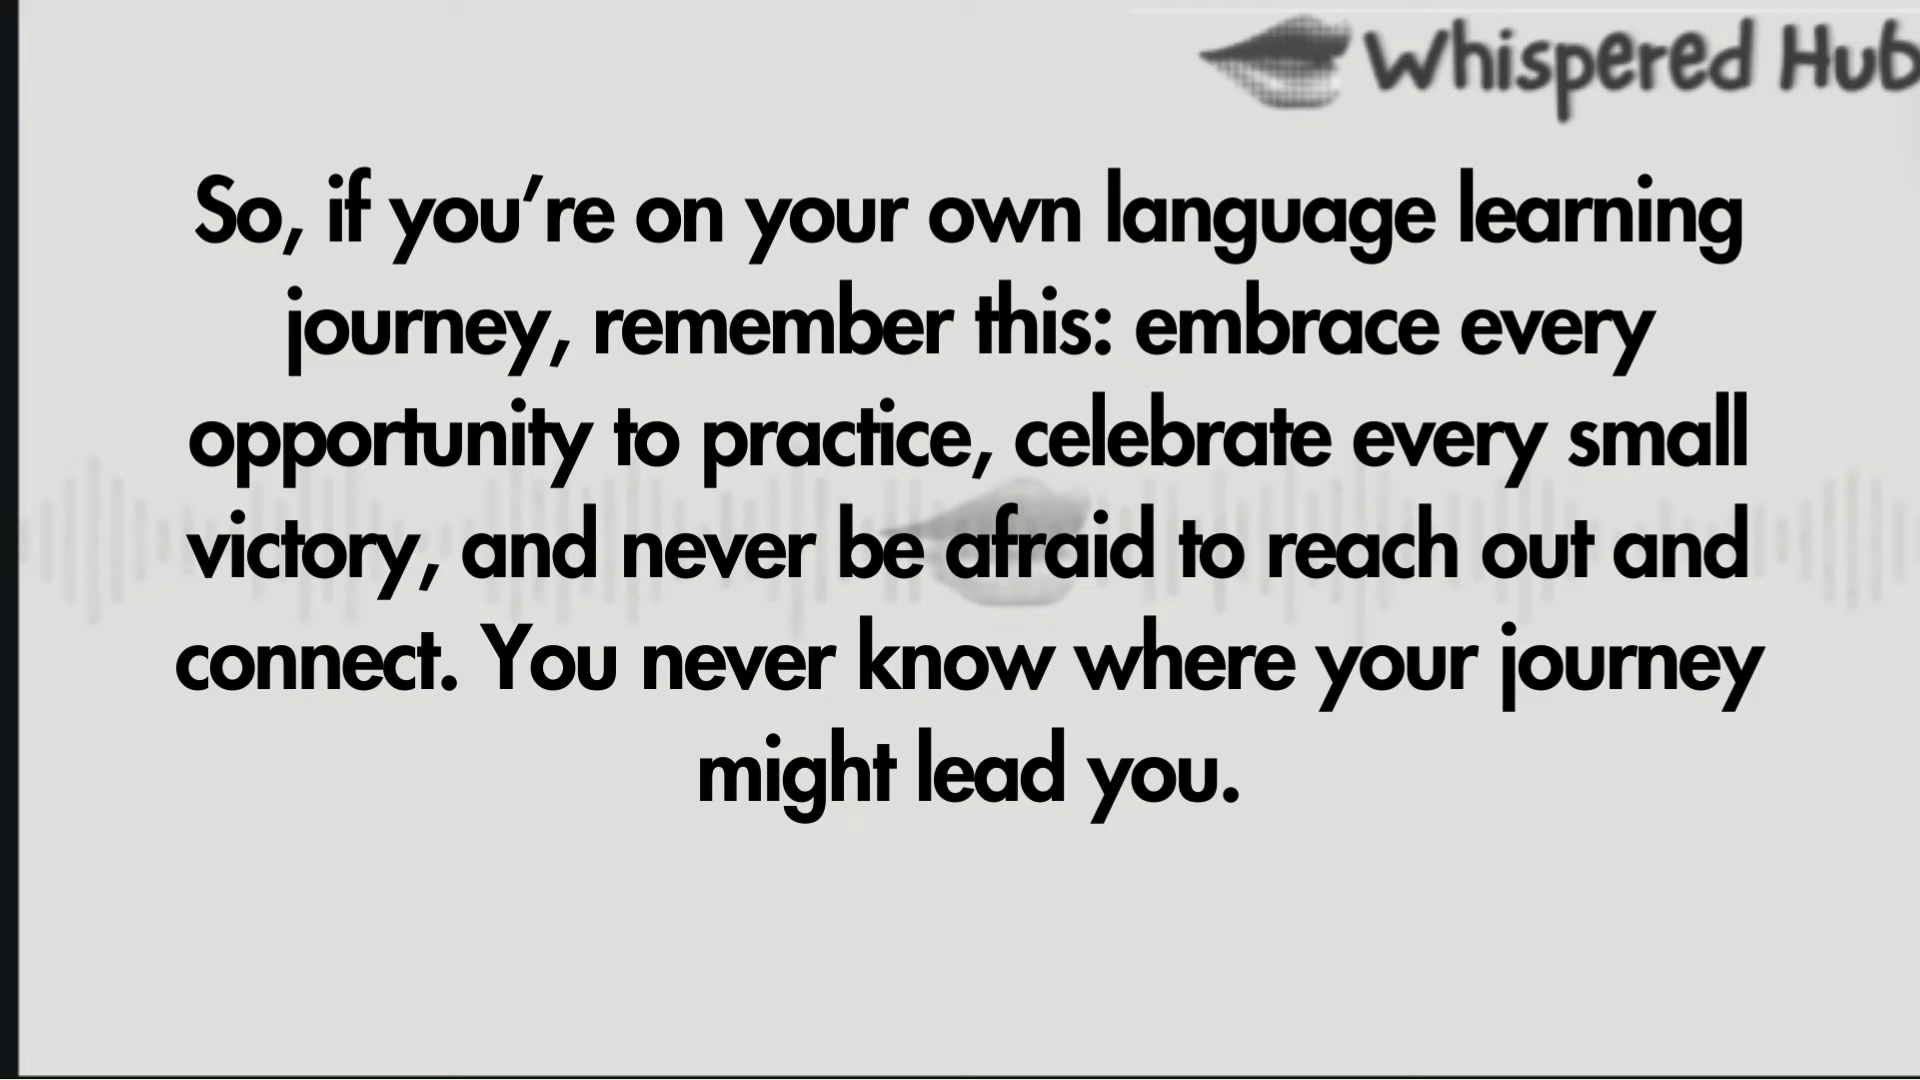 Whispered Hub
So, if you’re on your own language learning
journey, remember this: embrace every
opportunity to practice, celebrate every small
victory, and never be afraid to reach out and
connect. You never know where your journey
might lead you.